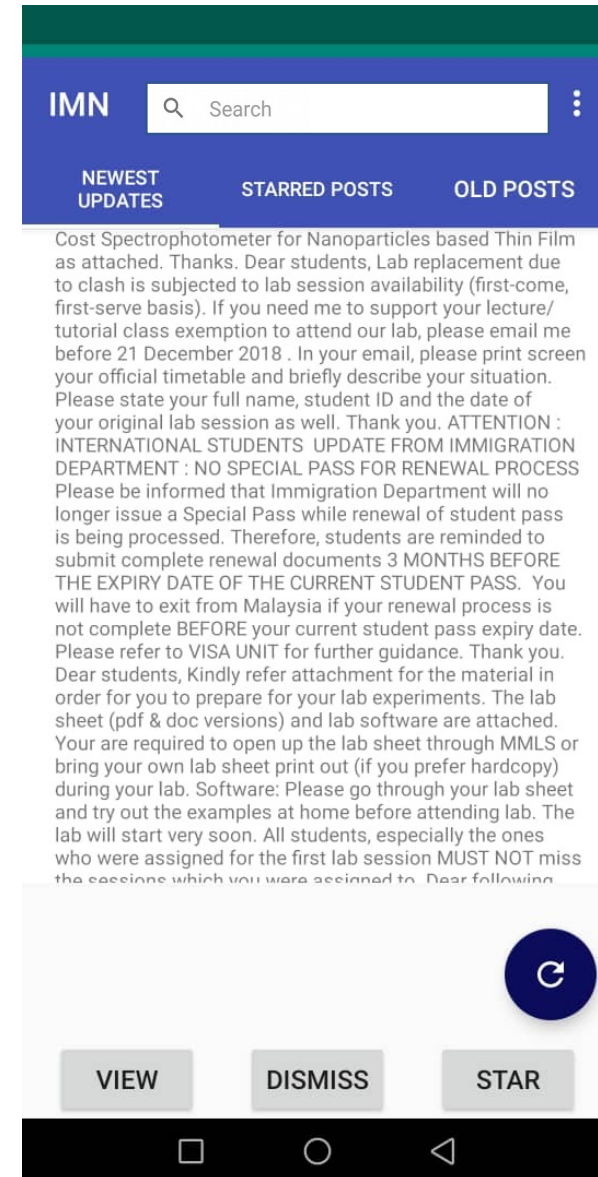 IMN
Search
NEWEST
UPDATES
STARRED POSTS
OLD POSTS
Cost Spectrophotometer for Nanoparticles based Thin Film
as attached. Thanks. Dear students, Lab replacement due
to clash is subjected to lab session availability (first-come,
first-serve basis). If you need me to support your lecture/
tutorial class exemption to attend our lab, please email me
before 21 December 2018 . In your email, please print screen
your official timetable and briefly describe your situation.
Please state your full name, student ID and the date of
your original lab session as well. Thank you. ATTENTION :
INTERNATIONAL STUDENTS  UPDATE FROM IMMIGRATION
DEPARTMENT : NO SPECIAL PASS FOR RENEWAL PROCESS
Please be informed that Immigration Department will no
longer issue a Special Pass while renewal of student pass
is being processed. Therefore, students are reminded to
submit complete renewal documents 3 MONTHS BEFORE
THE EXPIRY DATE OF THE CURRENT STUDENT PASS.  You
will have to exit from Malaysia if your renewal process is
not complete BEFORE your current student pass expiry date.
Please refer to VISA UNIT for further guidance. Thank you.
Dear students, Kindly refer attachment for the material in
order for you to prepare for your lab experiments. The lab
sheet (pdf & doc versions) and lab software are attached.
Your are required to open up the lab sheet through MMLS or
bring your own lab sheet print out (if you prefer hardcopy)
during your lab. Software: Please go through your lab sheet
and try out the examples at home before attending lab. The
lab will start very soon. All students, especially the ones
who were assigned for the first lab session MUST NOT miss
the sessions which you were assigned to. Dear following
VIEW
DISMISS
STAR